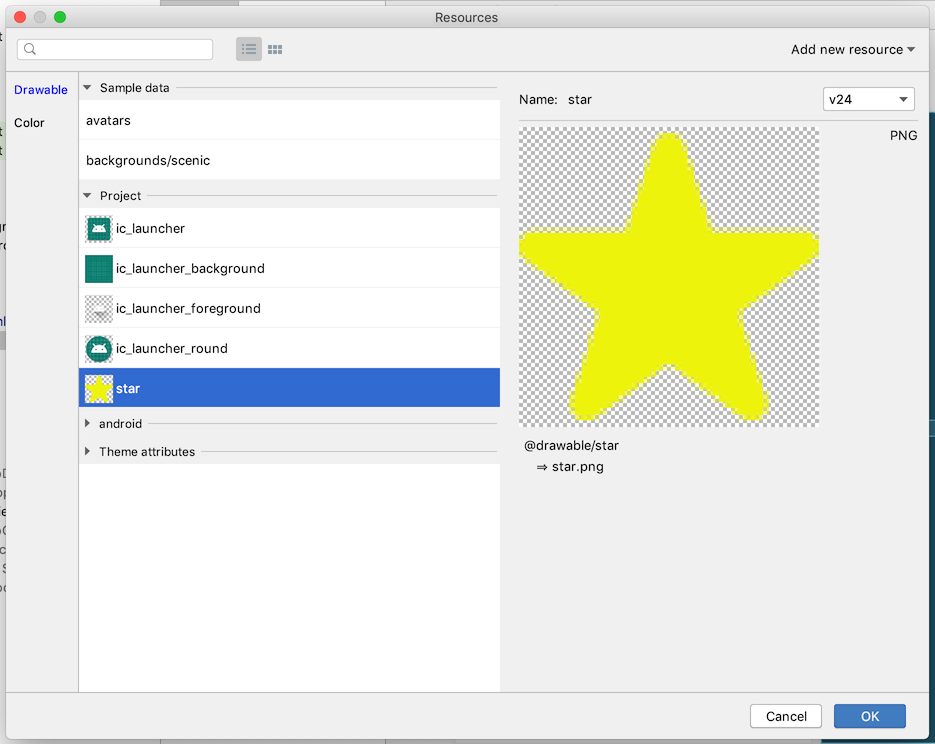 Resources
Add new resource
Drawable
Color
Sample data
avatars
backgrounds/scenic
Project
ic_launcher
ic_launcher_background
ic_launcher_foreground
ic_launcher_round
star
android
Theme attributes
Name: star
v24
PNG
@drawable/star
⇒ star.png
Cancel
OK